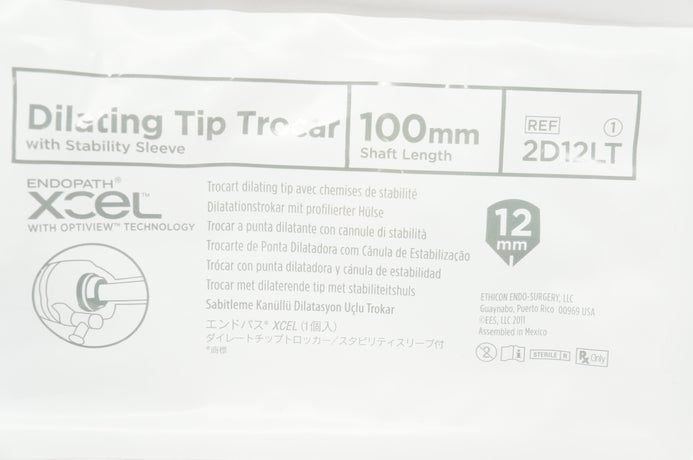 Dilating Tip Trocar
with Stability Sleeve
100mm
Shaft Length
REF
1
2D12LT
ENDOPATH®
XCEL™
WITH OPTIVIEW™ TECHNOLOGY
Trocart dilating tip avec chemises de stabilité
Dilatationstrokar mit profilierter Hülse
Trocar a punta dilatante con cannule di stabilità
Trocarte de Ponta Dilatadora com Cânula de Estabilização
Trócar con punta dilatadora y cánula de estabilidad
Trocar met dilaterende tip met stabiliteitshuls
Sabitleme Kanüllü Dilatasyon Uçlu Trokar
エンドパス® XCEL (1個入)
ダイレートチップトロッカー/スタビリティスリーブ付
*商標
12
mm
ETHICON ENDO-SURGERY, LLC
Guaynabo, Puerto Rico 00969 USA
©EES, LLC 2011
Assembled in Mexico
2
i
STERILE R
Rx Only